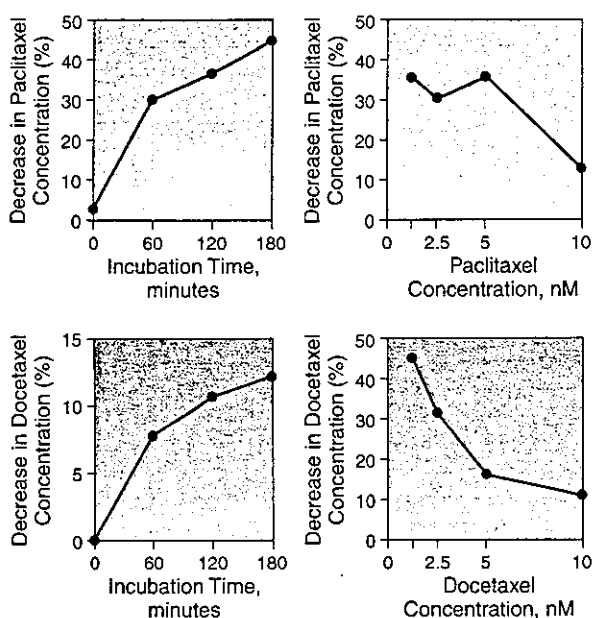 Decrease in Paclitaxel
Concentration (%)
50
40
30
20
10
0
0 60 120 180
Incubation Time,
minutes
Decrease in Paclitaxel
Concentration (%)
50
40
30
20
10
0
0 2.5 5 10
Paclitaxel
Concentration, nM
Decrease in Docetaxel
Concentration (%)
15
10
5
0
0 60 120 180
Incubation Time,
minutes
Decrease in Docetaxel
Concentration (%)
50
40
30
20
10
0
0 2.5 5 10
Docetaxel
Concentration, nM